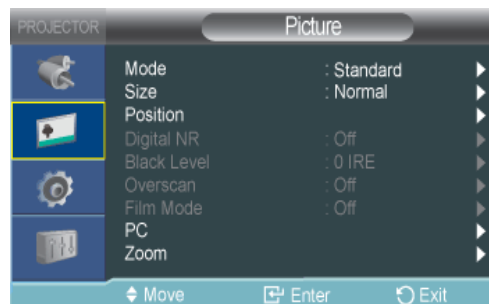 PROJECTOR Picture
Mode : Standard
Size : Normal
Position
Digital NR : Off
Black Level : 0 IRE
Overscan : Off
Film Mode : Off
PC
Zoom
Move Enter Exit